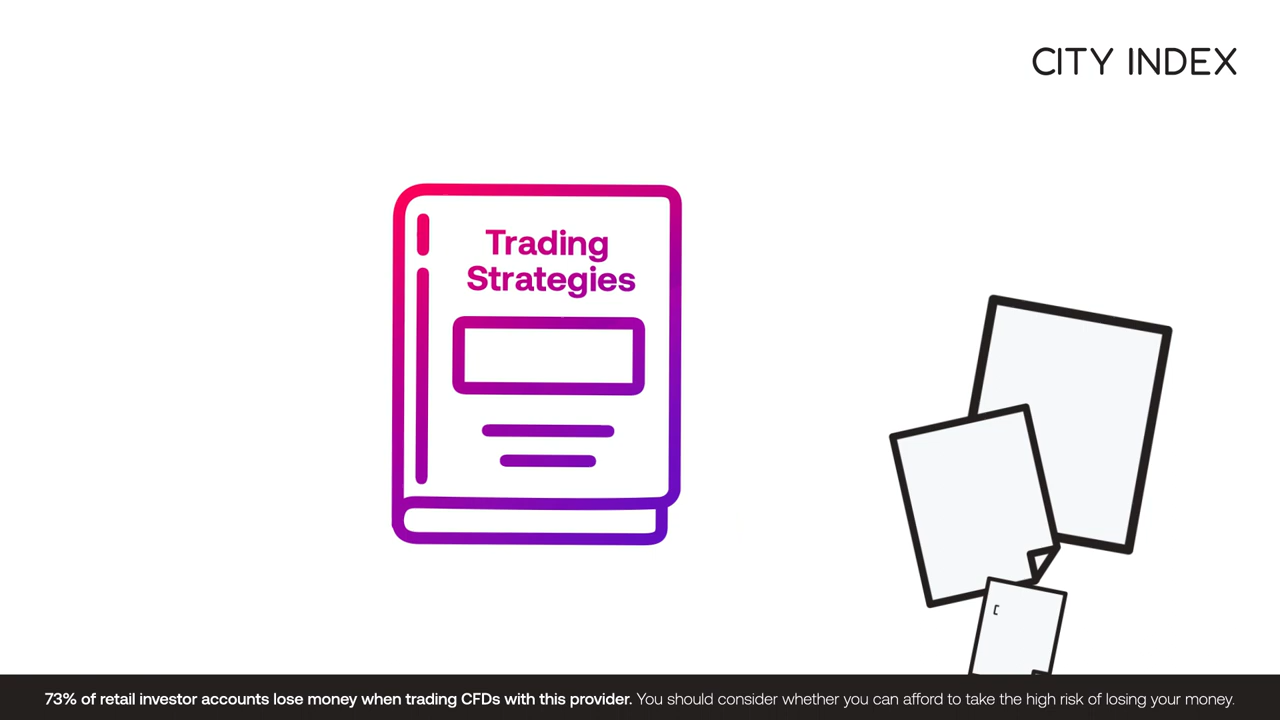 CITY INDEX
Trading
Strategies
73% of retail investor accounts lose money when trading CFDs with this provider. You should consider whether you can afford to take the high risk of losing your money.